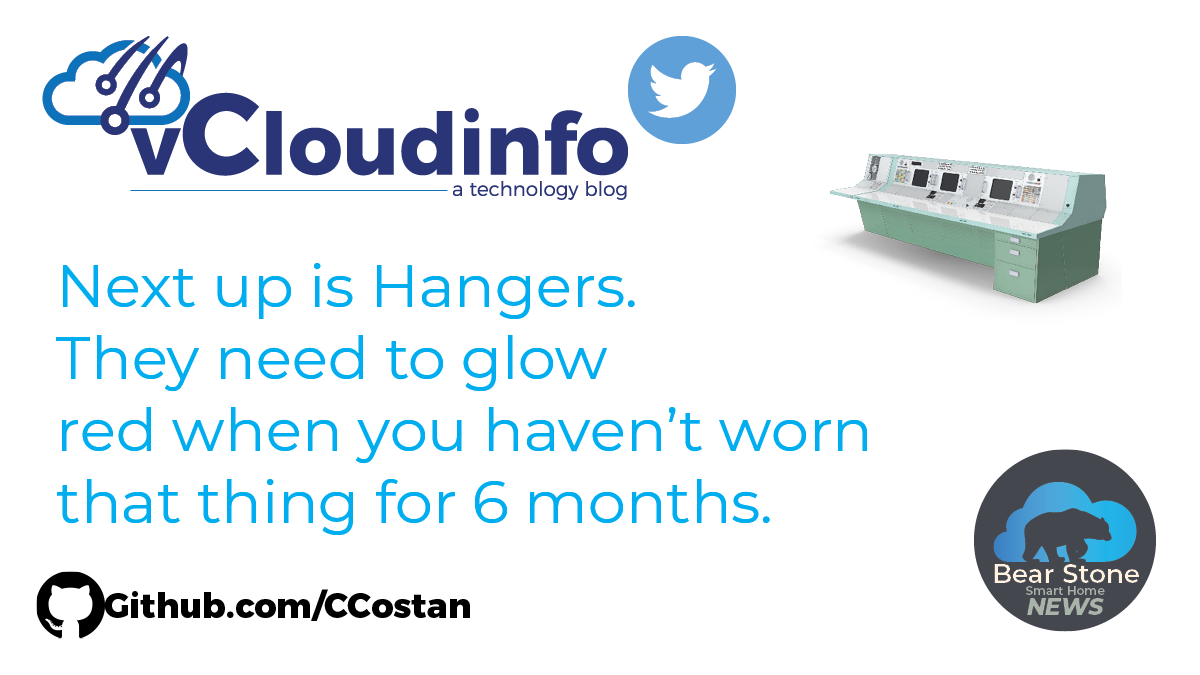 vCloudinfo
a technology blog
Next up is Hangers.
They need to glow
red when you haven’t worn
that thing for 6 months.
Github.com/CCostan
Bear Stone
Smart Home
NEWS